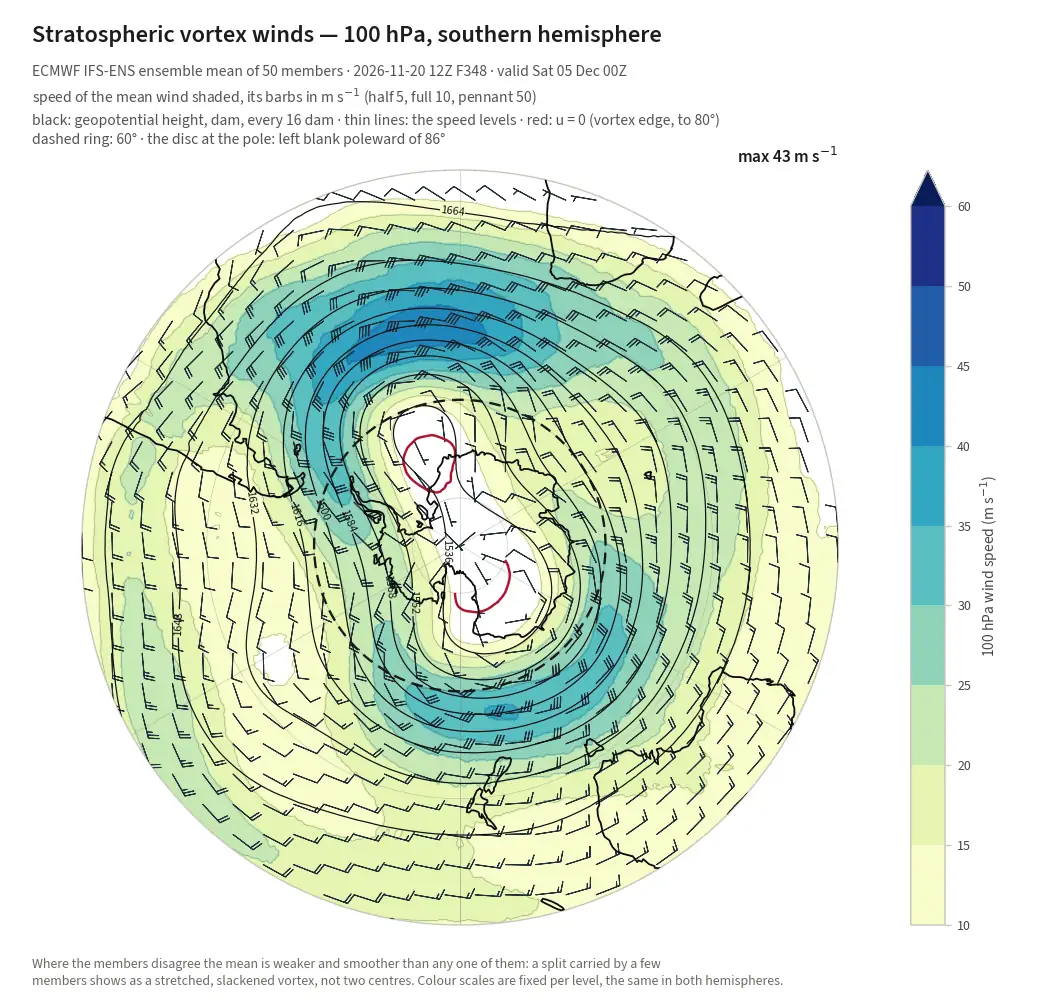 Stratospheric vortex winds — 100 hPa, southern hemisphere
ECMWF IFS-ENS ensemble mean of 50 members · 2026-11-20 12Z F348 · valid Sat 05 Dec 00Z
speed of the mean wind shaded, its barbs in m s⁻¹ (half 5, full 10, pennant 50)
black: geopotential height, dam, every 16 dam · thin lines: the speed levels · red: u = 0 (vortex edge, to 80°)
dashed ring: 60° · the disc at the pole: left blank poleward of 86°
max 43 m s⁻¹
1664
1632
1616
1600
1584
1552
1648
60
50
45
40
35
30
25
20
15
10
100 hPa wind speed (m s⁻¹)
Where the members disagree the mean is weaker and smoother than any one of them: a split carried by a few
members shows as a stretched, slackened vortex, not two centres. Colour scales are fixed per level, the same in both hemispheres.